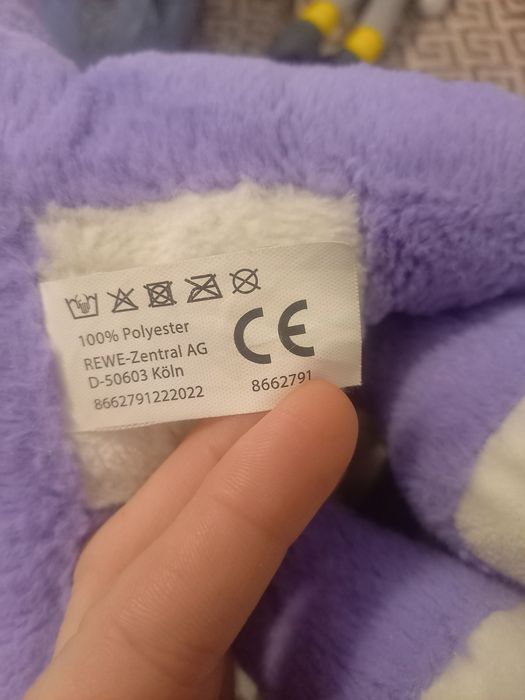 100% Polyester
REWE-Zentral AG
D-50603 Köln
8662791222022
CE
8662791